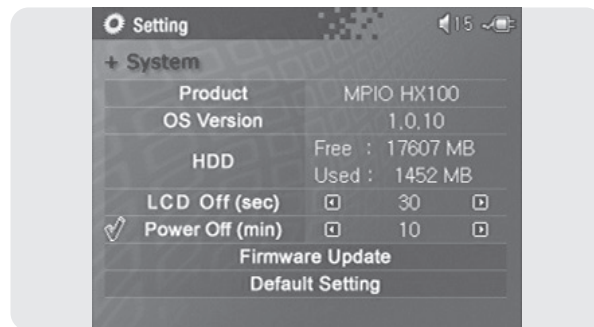 Setting 15
+ System
Product MPIO HX100
OS Version 1,0,10
HDD Free : 17607 MB
Used : 1452 MB
LCD Off (sec) 30
Power Off (min) 10
Firmware Update
Default Setting